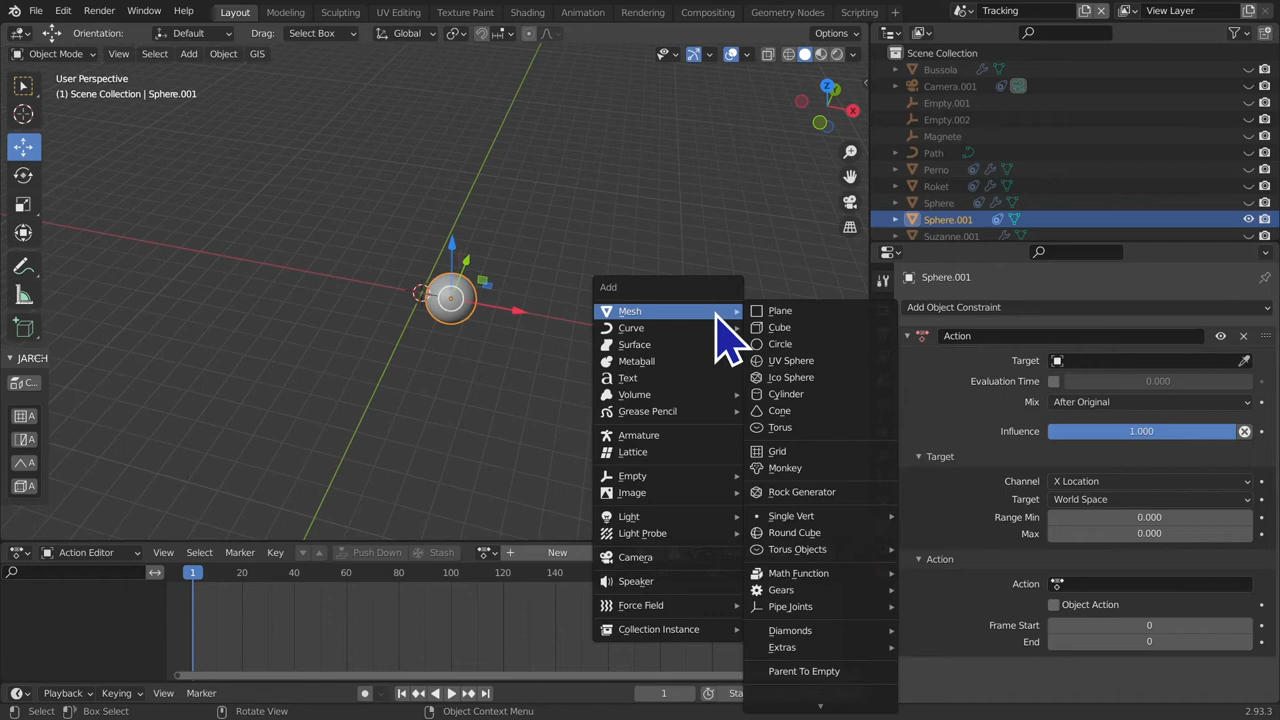 File Edit Render Window Help Layout Modeling Sculpting UV Editing Texture Paint Shading Animation Rendering Compositing Geometry Nodes Scripting + Tracking View Layer
Orientation: Default Drag: Select Box Global Options
Object Mode View Select Add Object GIS
User Perspective
(1) Scene Collection | Sphere.001
Z
Y
X
JARCH
C...
A
A
A
A
Add
Mesh
Curve
Surface
Metaball
Text
Volume
Grease Pencil
Armature
Lattice
Empty
Image
Light
Light Probe
Camera
Speaker
Force Field
Collection Instance
Plane
Cube
Circle
UV Sphere
Ico Sphere
Cylinder
Cone
Torus
Grid
Monkey
Rock Generator
Single Vert
Round Cube
Torus Objects
Math Function
Gears
Pipe Joints
Diamonds
Extras
Parent To Empty
Scene Collection
Bussola
Camera.001
Empty.001
Empty.002
Magnete
Path
Perno
Roket
Sphere
Sphere.001
Suzanne.001
Sphere.001
Add Object Constraint
Action
Target
Evaluation Time 0.000
Mix After Original
Influence 1.000
Target
Channel X Location
Target World Space
Range Min 0.000
Max 0.000
Action
Action
Object Action
Frame Start 0
End 0
Action Editor View Select Marker Key Push Down Stash + New
1 20 40 60 80 100 120 140
Playback Keying View Marker 1 Sta
Select Box Select Rotate View Object Context Menu 2.93.3